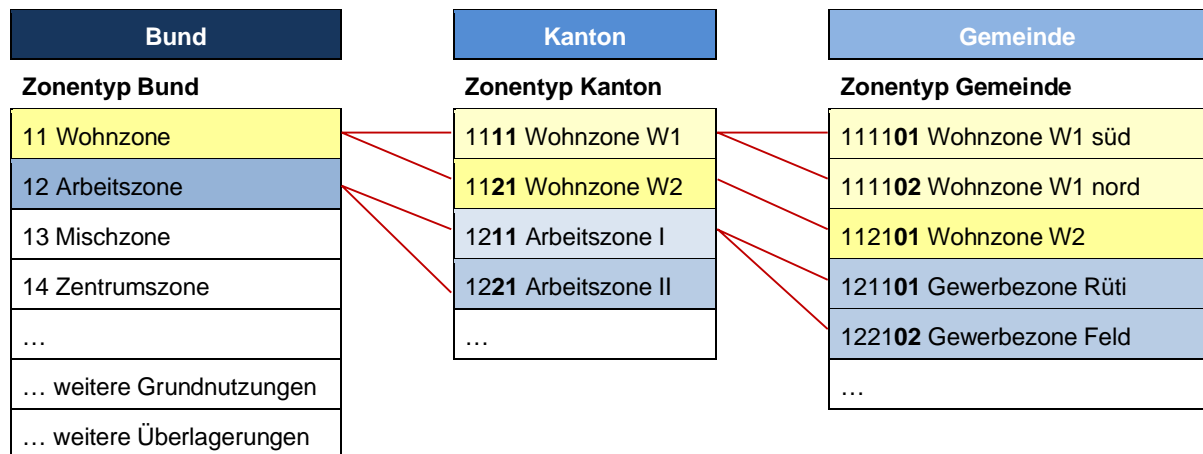 Bund
Zonentyp Bund
11 Wohnzone
12 Arbeitszone
13 Mischzone
14 Zentrumszone
…
… weitere Grundnutzungen
… weitere Überlagerungen
Kanton
Zonentyp Kanton
1111 Wohnzone W1
1121 Wohnzone W2
1211 Arbeitszone I
1221 Arbeitszone II
…
Gemeinde
Zonentyp Gemeinde
111101 Wohnzone W1 süd
111102 Wohnzone W1 nord
112101 Wohnzone W2
121101 Gewerbezone Rüti
122102 Gewerbezone Feld
…